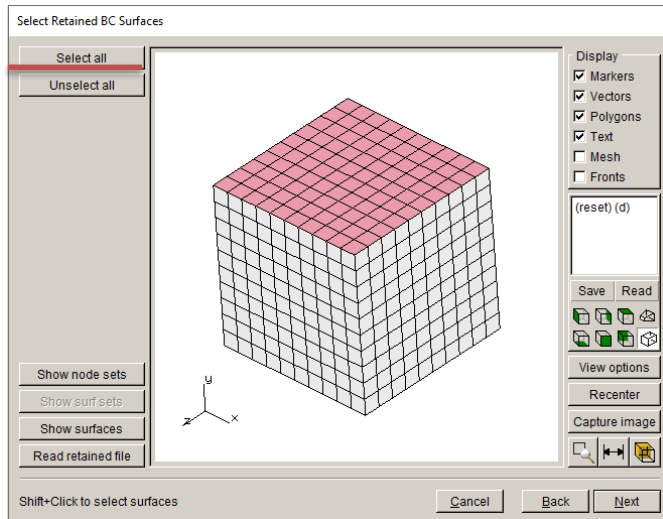 Select Retained BC Surfaces
Select all
Unselect all
Show node sets
Show surf sets
Show surfaces
Read retained file
y
x
z
Display
Markers
Vectors
Polygons
Text
Mesh
Fronts
(reset) (d)
Save Read
View options
Recenter
Capture image
Shift+Click to select surfaces
Cancel Back Next